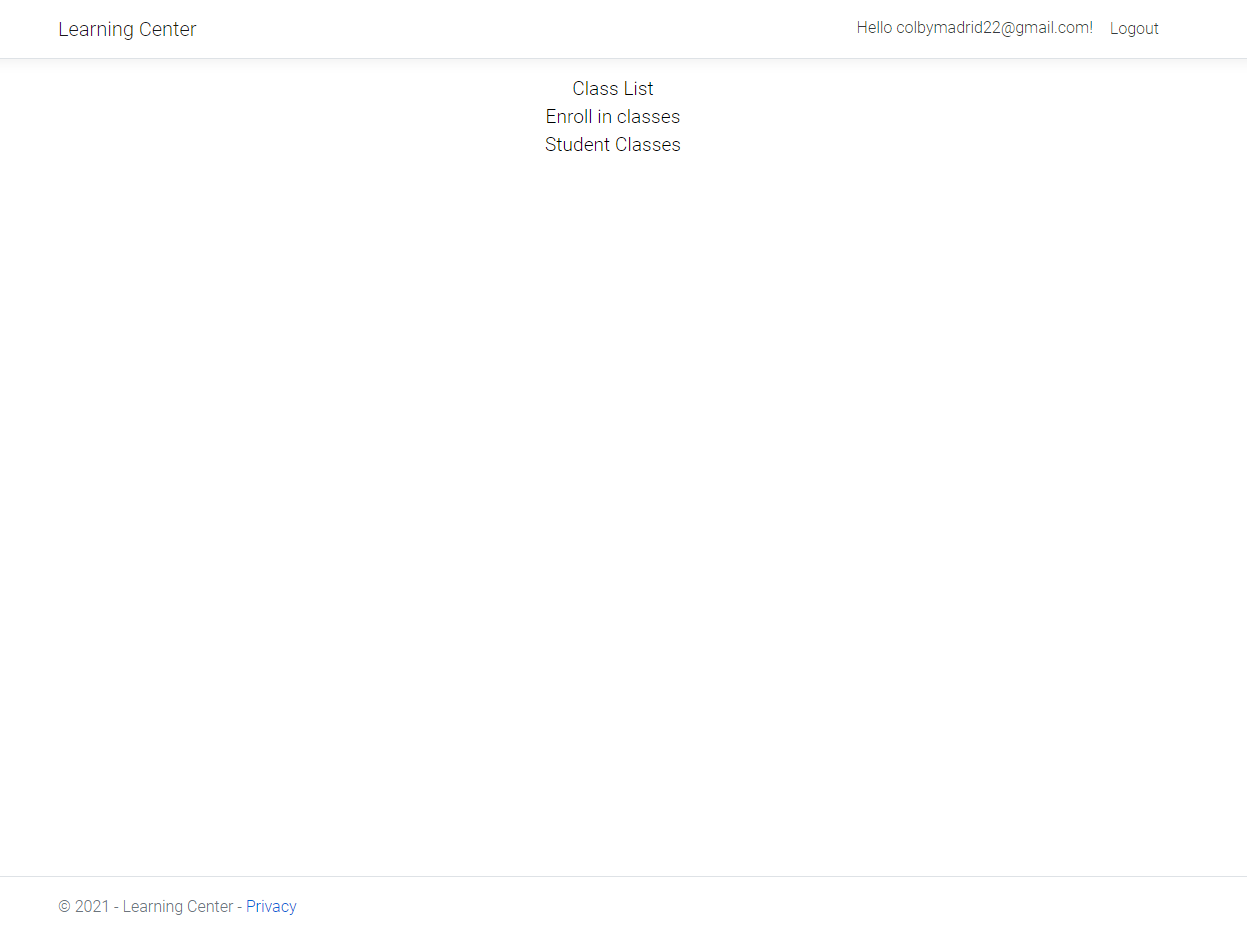 Learning Center
Hello colbymadrid22@gmail.com!
Logout
Class List
Enroll in classes
Student Classes
© 2021 - Learning Center - Privacy